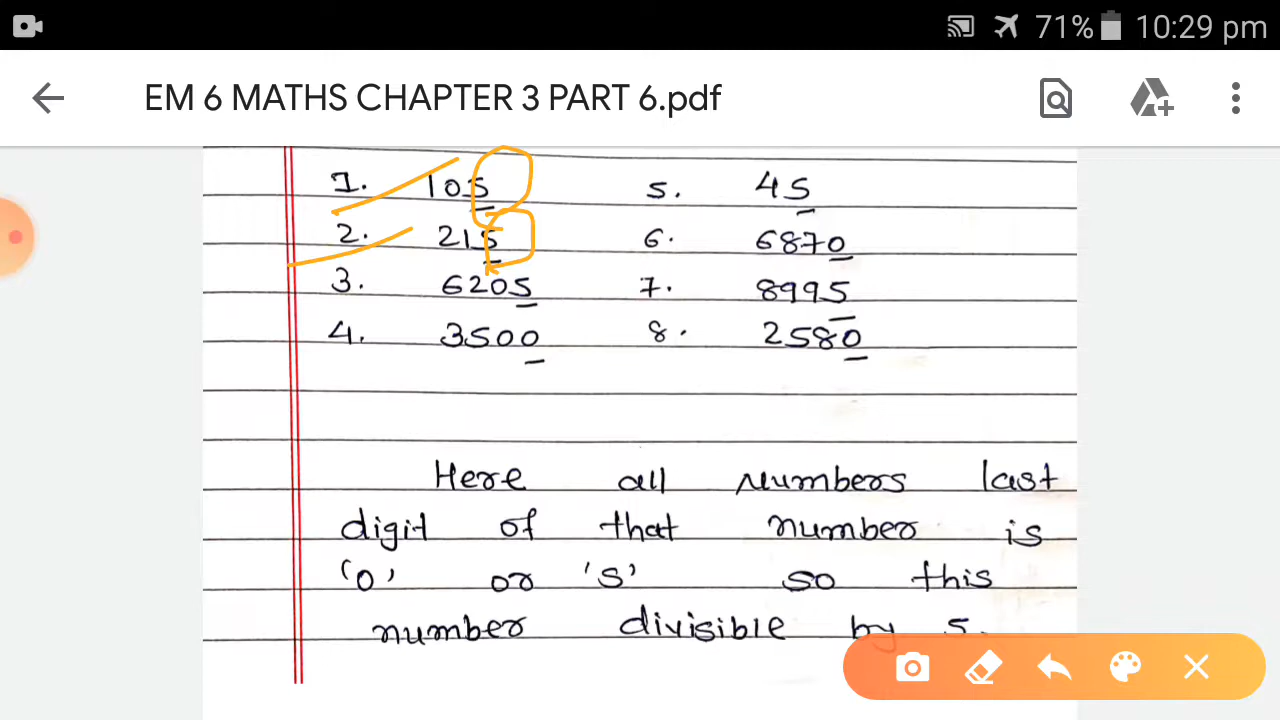 71% 10:29 pm
EM 6 MATHS CHAPTER 3 PART 6.pdf
1. 105 5. 45
2. 215 6. 6870
3. 6205 7. 8995
4. 3500 8. 2580
Here all numbers last
digit of that number is
'0' or '5' so this
number divisible by 5.